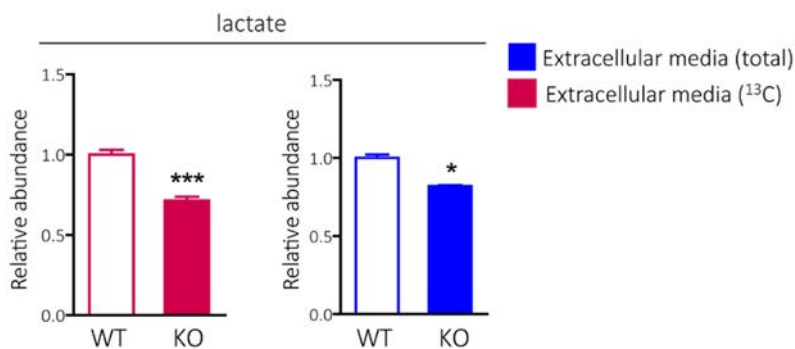 lactate
Extracellular media (total)
Extracellular media (¹³C)
Relative abundance
1.5
1.0
0.5
0.0
***
WT KO
Relative abundance
1.5
1.0
0.5
0.0
*
WT KO